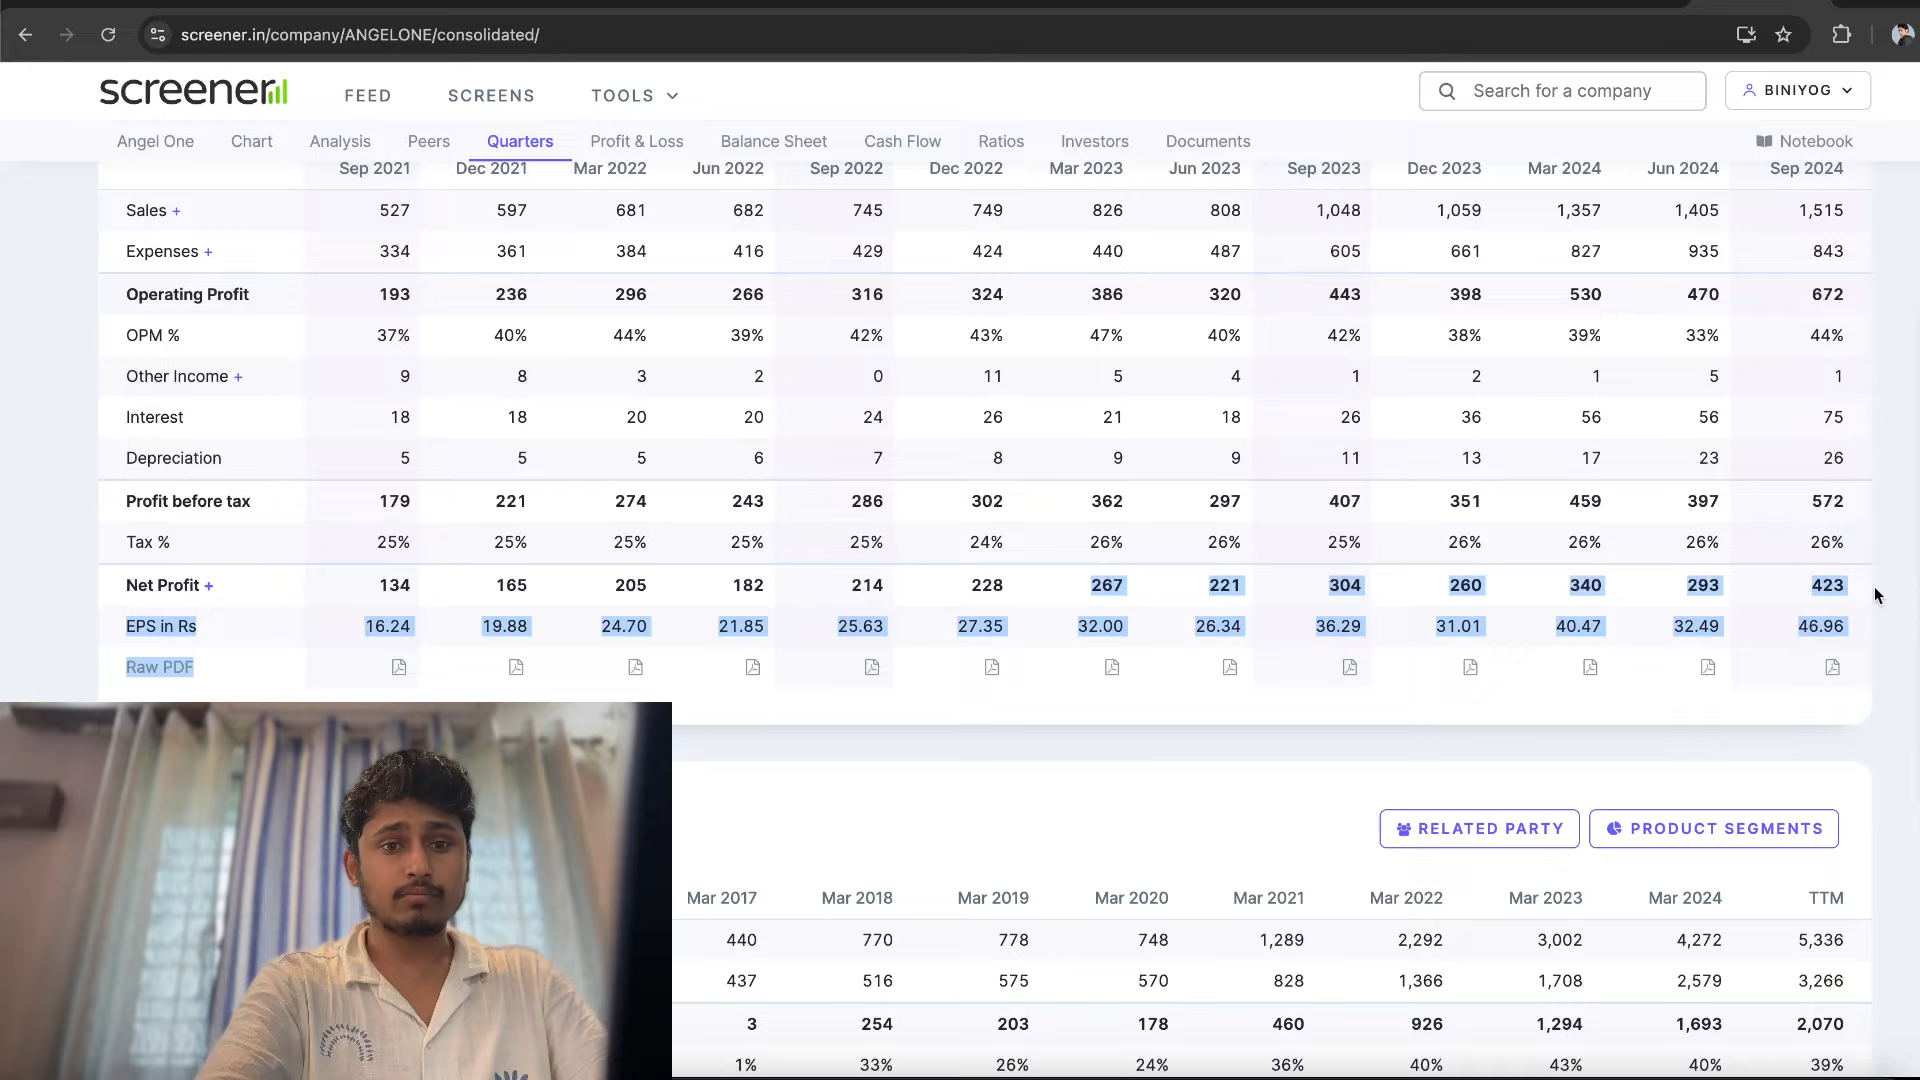 screener.in/company/ANGELONE/consolidated/
screener
FEED SCREENS TOOLS
Search for a company
BINIYOG
Angel One Chart Analysis Peers Quarters Profit & Loss Balance Sheet Cash Flow Ratios Investors Documents Notebook
Sep 2021 Dec 2021 Mar 2022 Jun 2022 Sep 2022 Dec 2022 Mar 2023 Jun 2023 Sep 2023 Dec 2023 Mar 2024 Jun 2024 Sep 2024
Sales + 527 597 681 682 745 749 826 808 1,048 1,059 1,357 1,405 1,515
Expenses + 334 361 384 416 429 424 440 487 605 661 827 935 843
Operating Profit 193 236 296 266 316 324 386 320 443 398 530 470 672
OPM % 37% 40% 44% 39% 42% 43% 47% 40% 42% 38% 39% 33% 44%
Other Income + 9 8 3 2 0 11 5 4 1 2 1 5 1
Interest 18 18 20 20 24 26 21 18 26 36 56 56 75
Depreciation 5 5 5 6 7 8 9 9 11 13 17 23 26
Profit before tax 179 221 274 243 286 302 362 297 407 351 459 397 572
Tax % 25% 25% 25% 25% 25% 24% 26% 26% 25% 26% 26% 26% 26%
Net Profit + 134 165 205 182 214 228 267 221 304 260 340 293 423
EPS in Rs 16.24 19.88 24.70 21.85 25.63 27.35 32.00 26.34 36.29 31.01 40.47 32.49 46.96
Raw PDF
RELATED PARTY PRODUCT SEGMENTS
Mar 2017 Mar 2018 Mar 2019 Mar 2020 Mar 2021 Mar 2022 Mar 2023 Mar 2024 TTM
440 770 778 748 1,289 2,292 3,002 4,272 5,336
437 516 575 570 828 1,366 1,708 2,579 3,266
3 254 203 178 460 926 1,294 1,693 2,070
1% 33% 26% 24% 36% 40% 43% 40% 39%